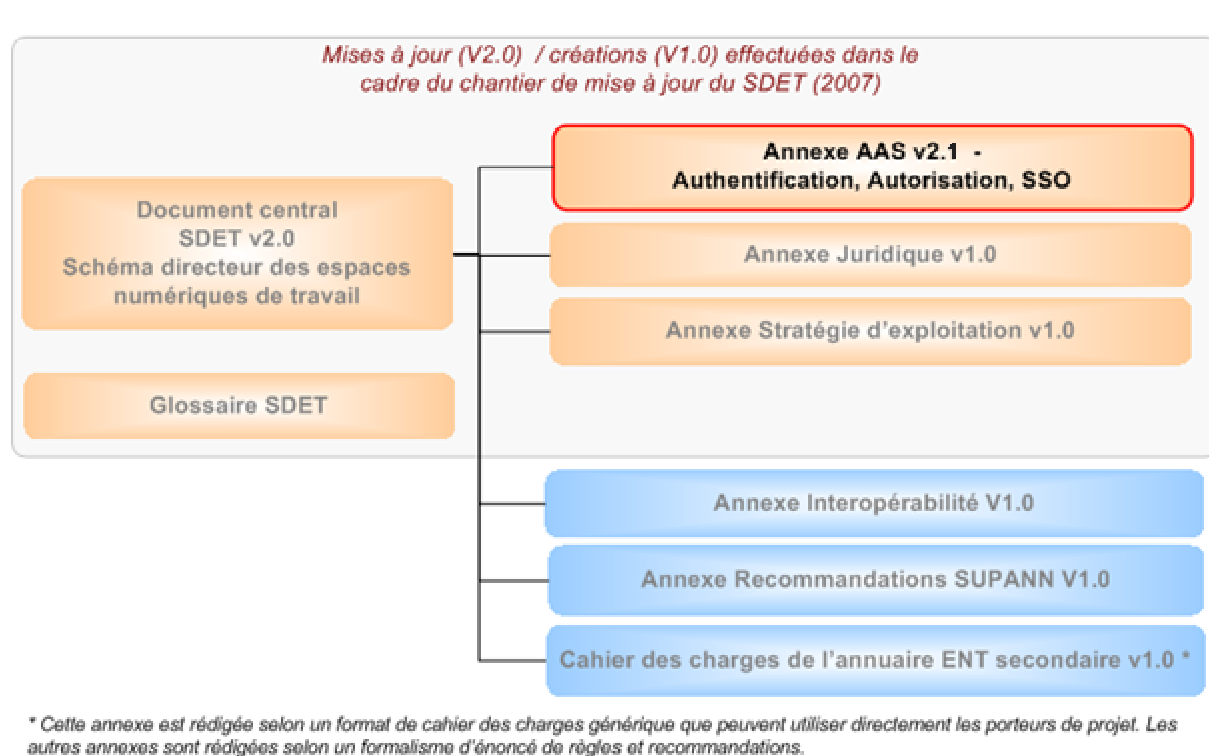 Mises à jour (V2.0) / créations (V1.0) effectuées dans le
cadre du chantier de mise à jour du SDET (2007)
Annexe AAS v2.1 -
Authentification, Autorisation, SSO
Document central
SDET v2.0
Schéma directeur des espaces
numériques de travail
Annexe Juridique v1.0
Annexe Stratégie d'exploitation v1.0
Glossaire SDET
Annexe Interopérabilité V1.0
Annexe Recommandations SUPANN V1.0
Cahier des charges de l'annuaire ENT secondaire v1.0 *
* Cette annexe est rédigée selon un format de cahier des charges générique que peuvent utiliser directement les porteurs de projet. Les
autres annexes sont rédigées selon un formalisme d'énoncé de règles et recommandations.